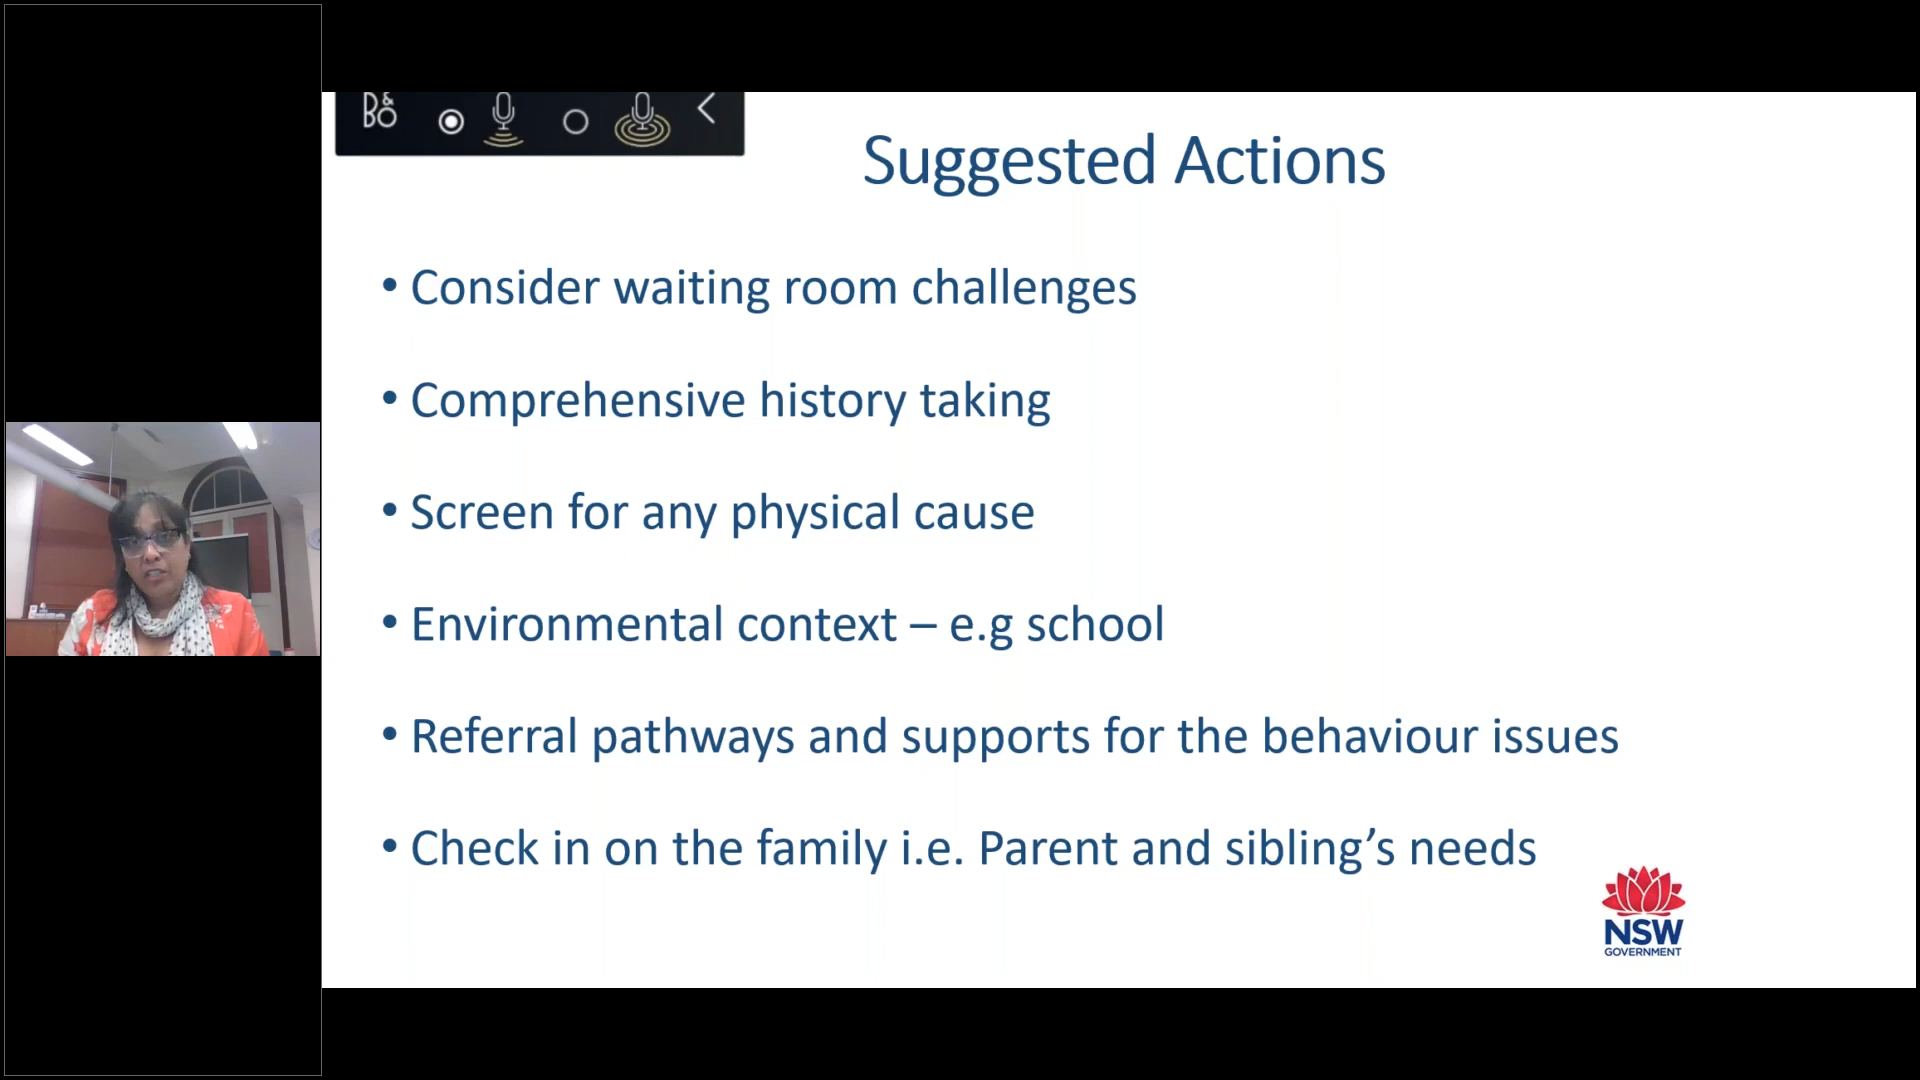 B&O
Suggested Actions
• Consider waiting room challenges
• Comprehensive history taking
• Screen for any physical cause
• Environmental context – e.g school
• Referral pathways and supports for the behaviour issues
• Check in on the family i.e. Parent and sibling’s needs
NSW
GOVERNMENT